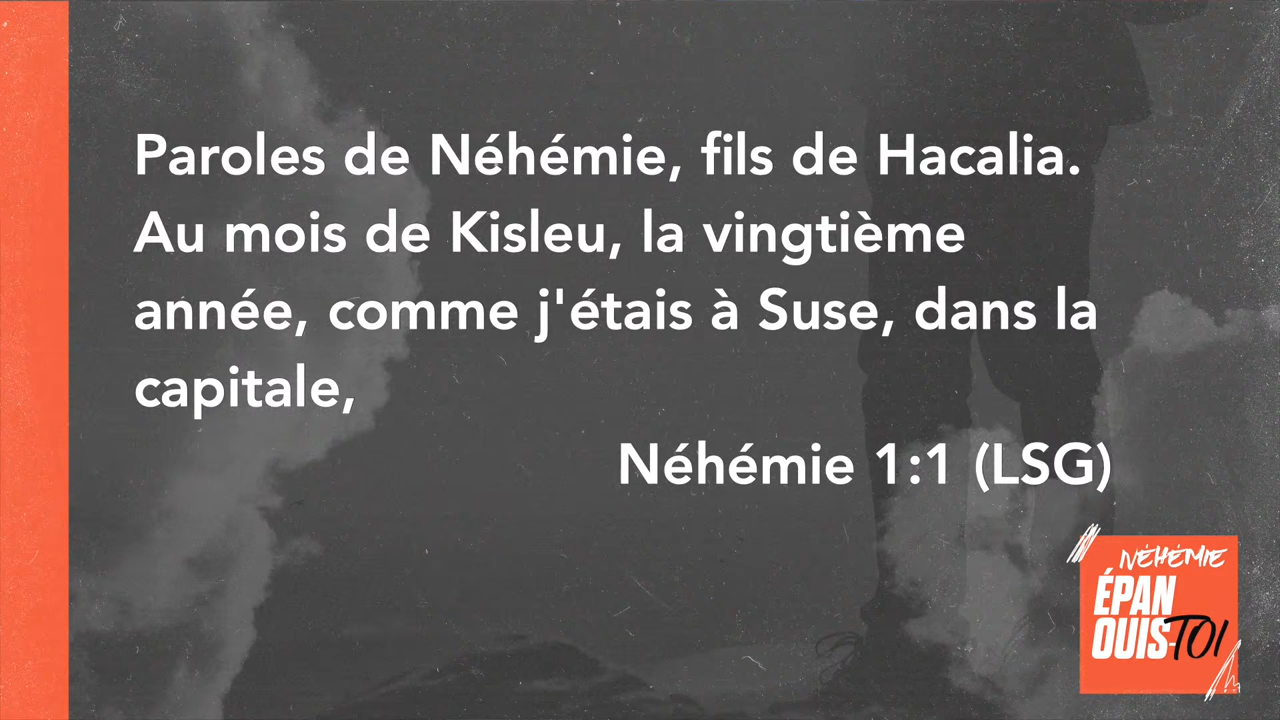 Paroles de Néhémie, fils de Hacalia.
Au mois de Kisleu, la vingtième
année, comme j'étais à Suse, dans la
capitale,
Néhémie 1:1 (LSG)
NÉHÉMIE
ÉPAN
OUIS-TOI